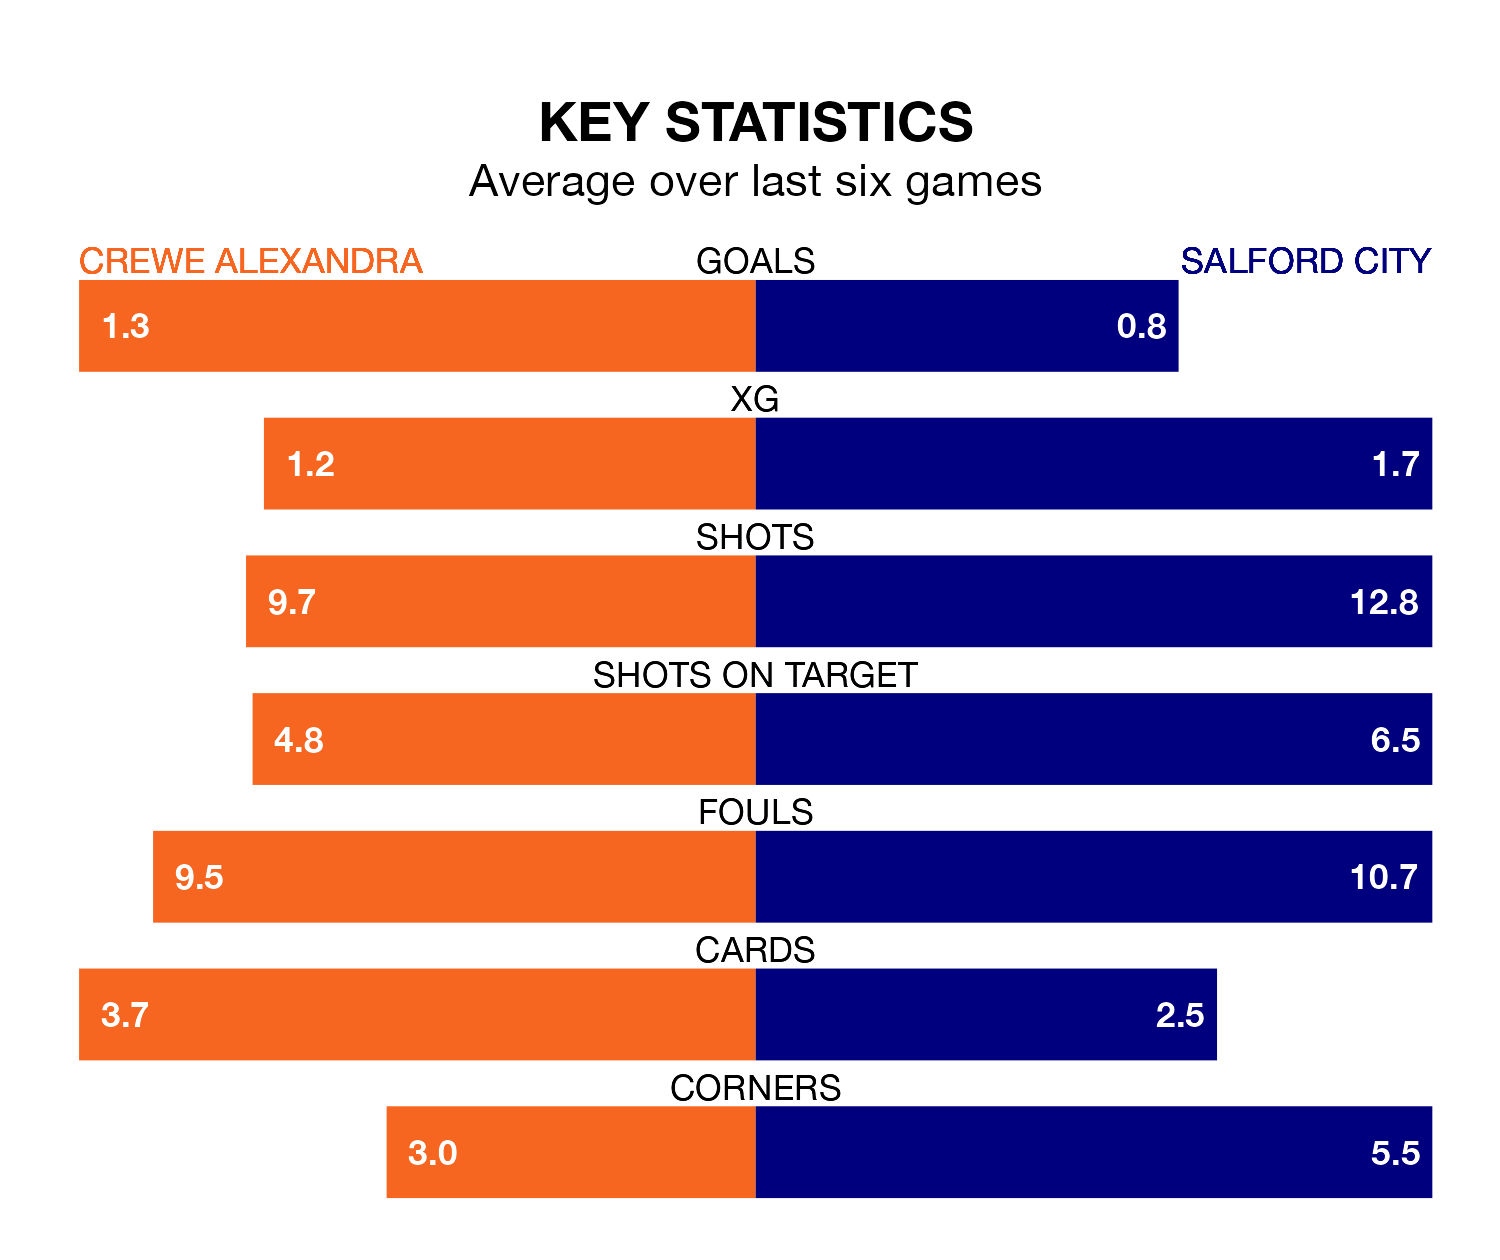 KEY STATISTICS
Average over last six games
CREWE ALEXANDRA GOALS SALFORD CITY
1.3 0.8
XG
1.2 1.7
SHOTS
9.7 12.8
SHOTS ON TARGET
4.8 6.5
FOULS
9.5 10.7
CARDS
3.7 2.5
CORNERS
3.0 5.5